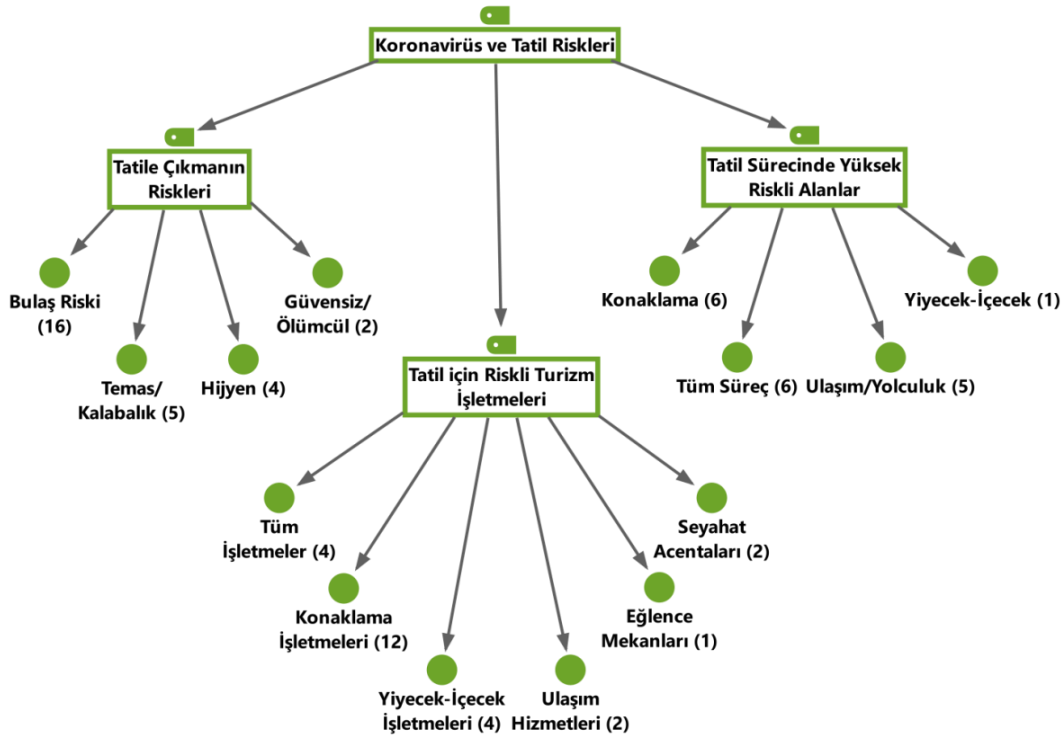 Koronavirüs ve Tatil Riskleri
Tatile Çıkmanın
Riskleri
Bulaş Riski
(16)
Temas/
Kalabalık (5)
Hijyen (4)
Güvensiz/
Ölümcül (2)
Tatil için Riskli Turizm
İşletmeleri
Tüm
İşletmeler (4)
Konaklama
İşletmeleri (12)
Yiyecek-İçecek
İşletmeleri (4)
Ulaşım
Hizmetleri (2)
Eğlence
Mekanları (1)
Seyahat
Acentaları (2)
Tatil Sürecinde Yüksek
Riskli Alanlar
Konaklama (6)
Tüm Süreç (6)
Ulaşım/Yolculuk (5)
Yiyecek-İçecek (1)